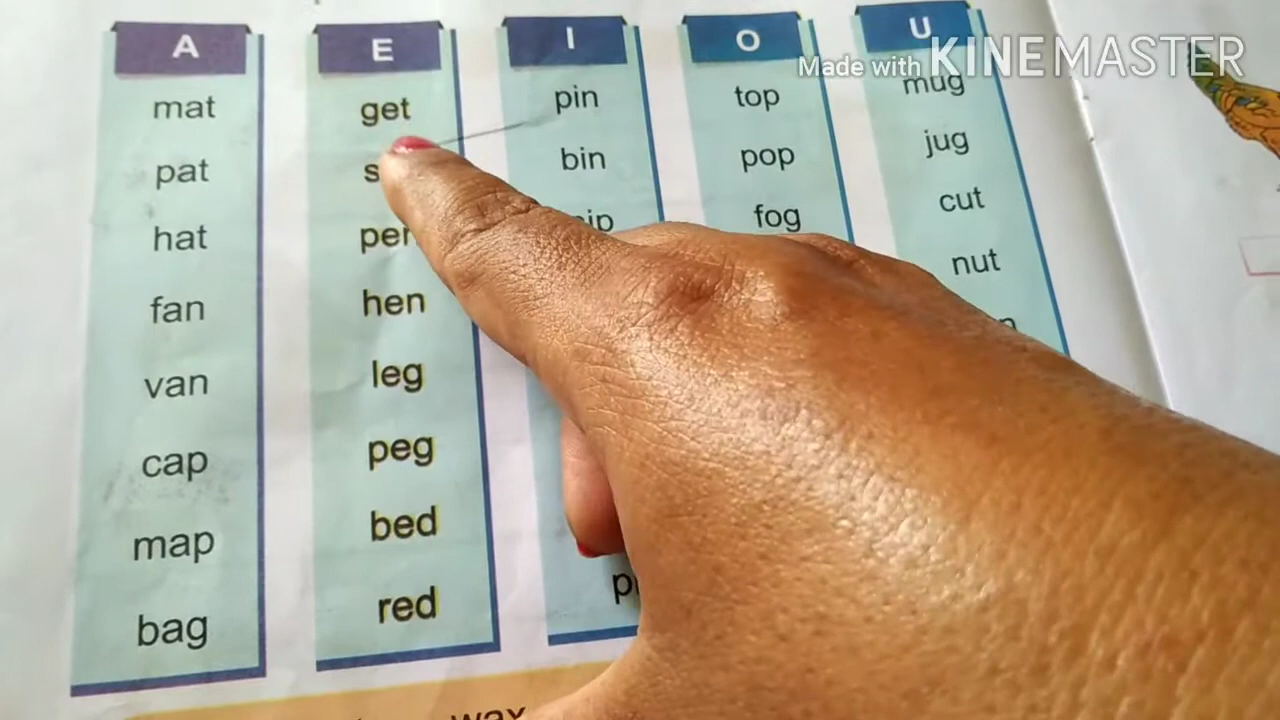 A E I O U
Made with KINEMASTER
mat get pin top mug
pat bin pop jug
hat fog cut
fan hen nut
van leg
cap peg
map bed
bag red